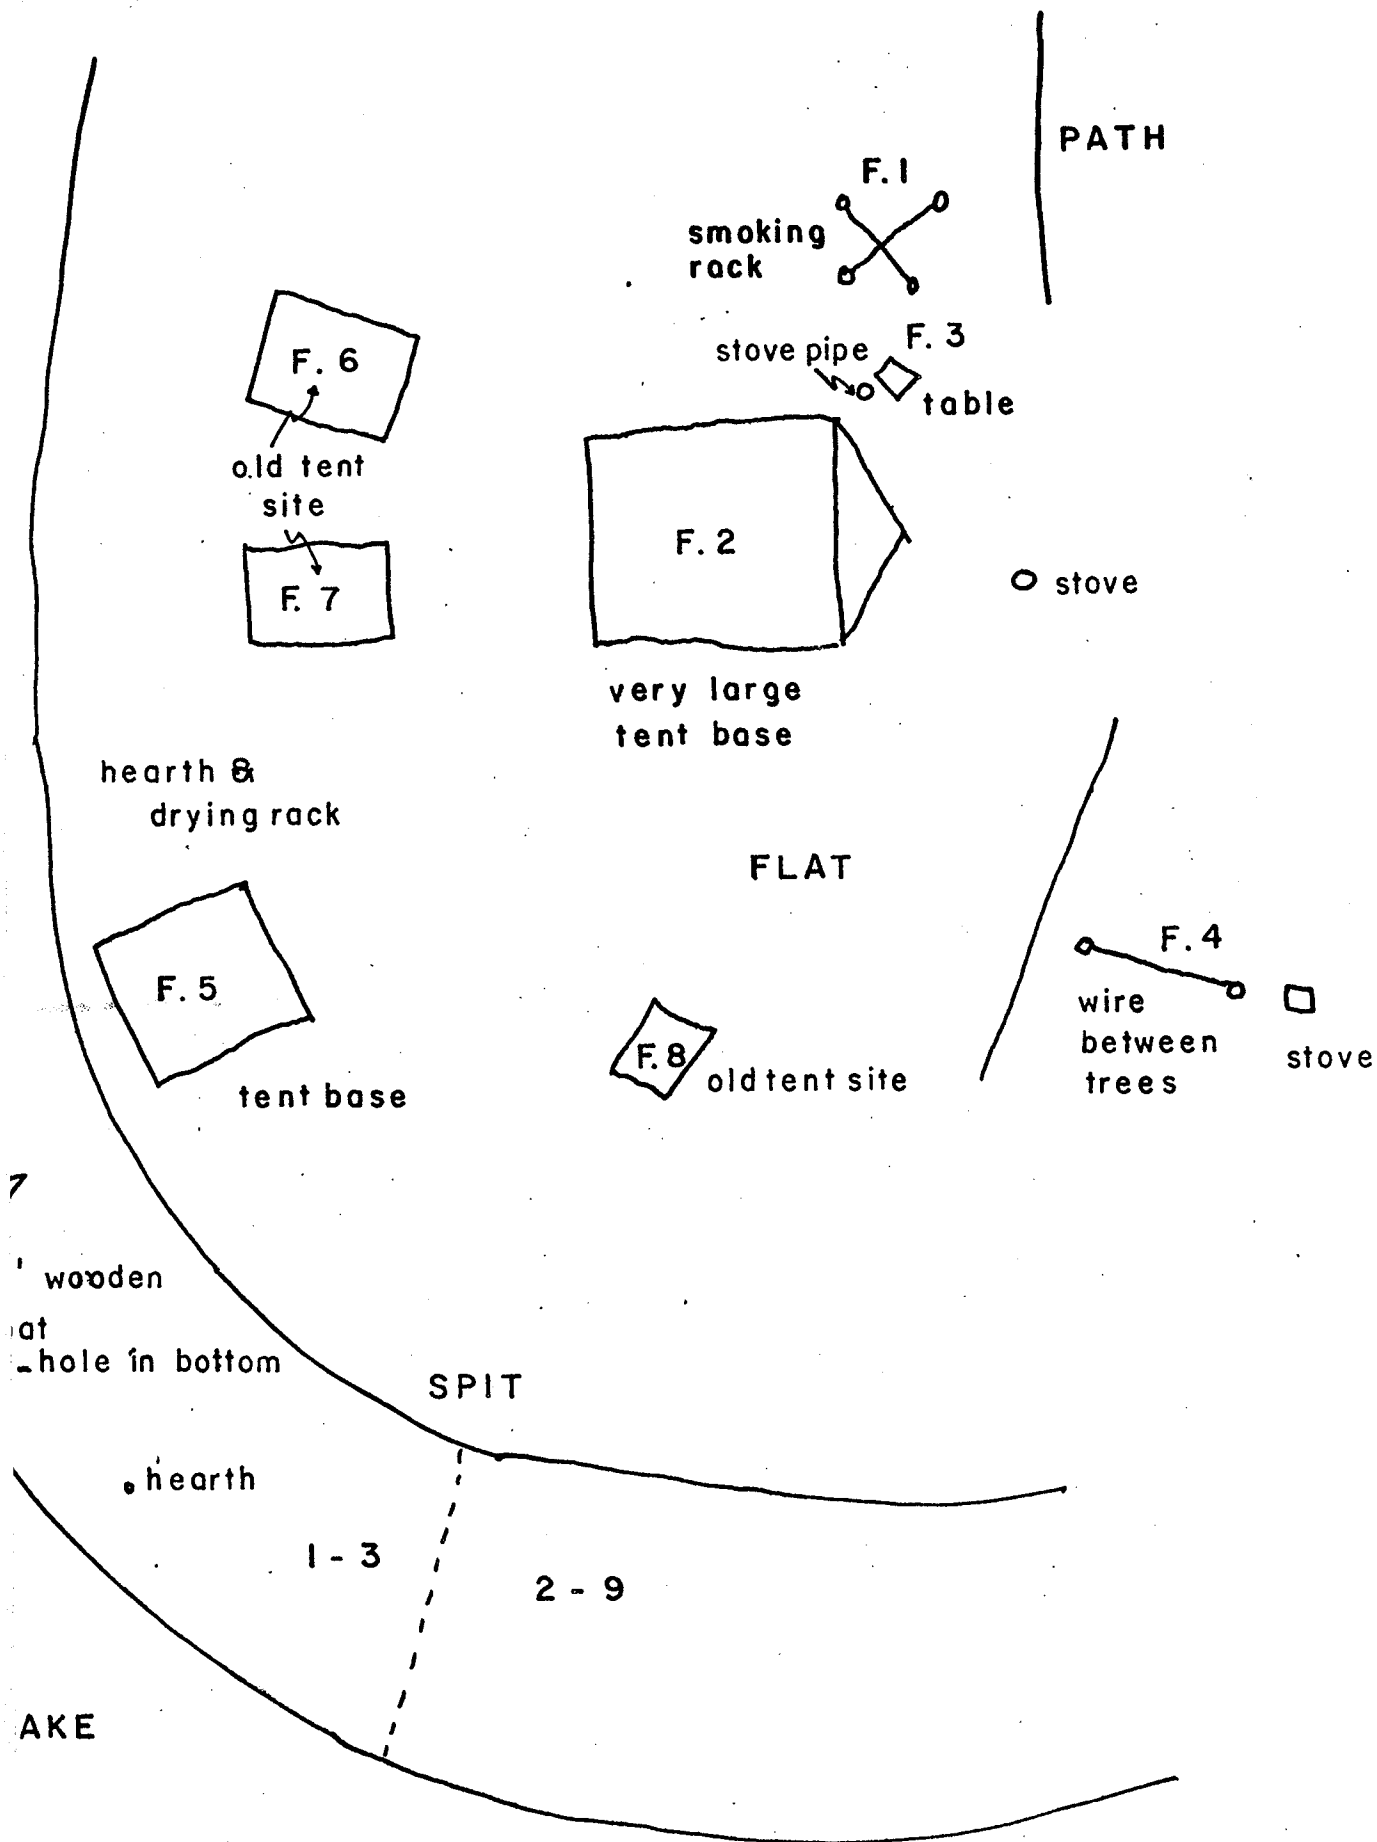 PATH
F. 1
smoking
rack
F. 3
stove pipe
table
F. 6
old tent
site
F. 7
F. 2
stove
very large
tent base
hearth &
drying rack
FLAT
F. 4
wire
between
trees
stove
F. 5
tent base
F. 8
old tent site
7
' wooden
at
-hole in bottom
SPIT
hearth
1 - 3
2 - 9
AKE